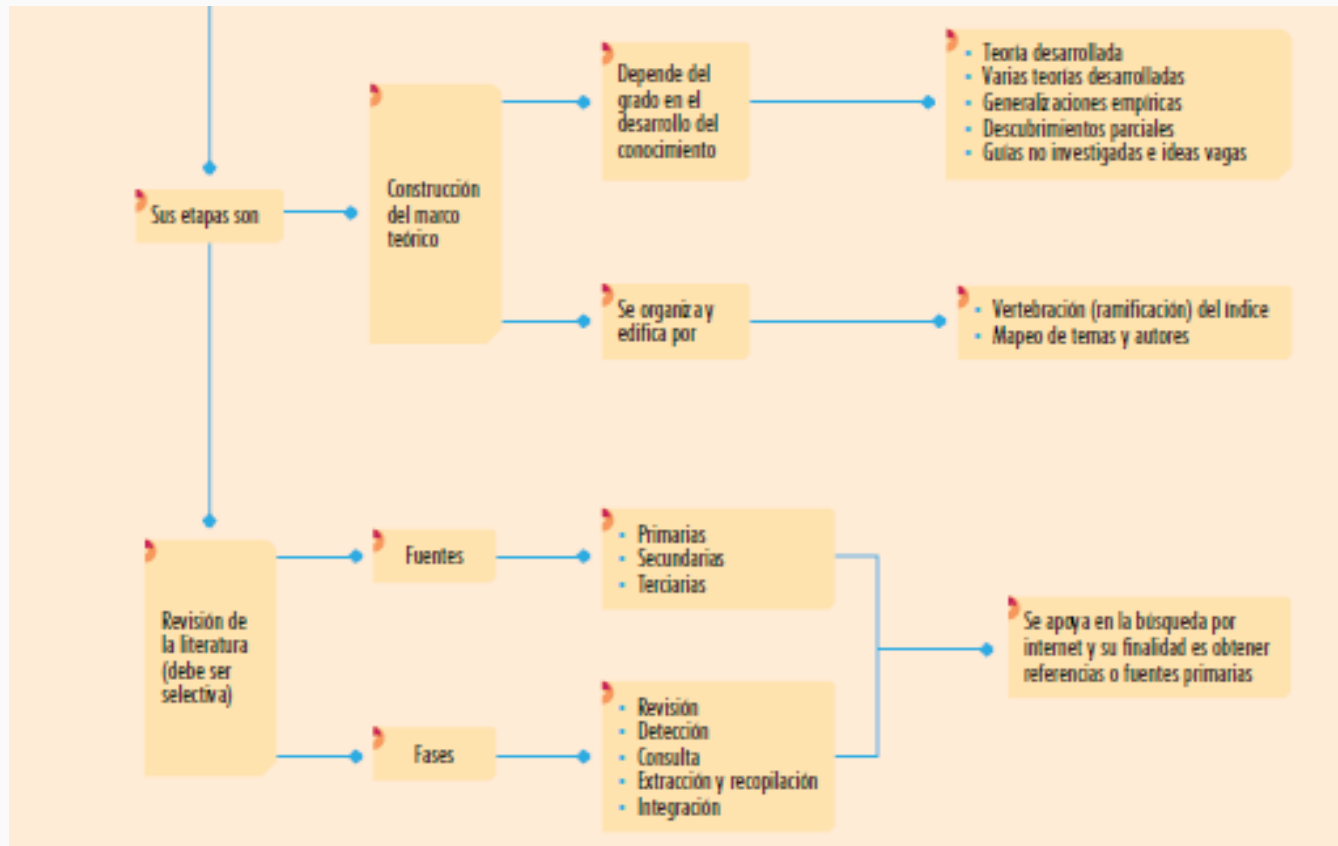 Sus etapas son
Construcción
del marco
teórico
Depende del
grado en el
desarrollo del
conocimiento
• Teoría desarrollada
• Varias teorías desarrolladas
• Generalizaciones empíricas
• Descubrimientos parciales
• Guías no investigadas e ideas vagas
Se organiza y
edifica por
• Vertebración (ramificación) del índice
• Mapeo de temas y autores
Revisión de
la literatura
(debe ser
selectiva)
Fuentes
• Primarias
• Secundarias
• Terciarias
Fases
• Revisión
• Detección
• Consulta
• Extracción y recopilación
• Integración
Se apoya en la búsqueda por
internet y su finalidad es obtener
referencias o fuentes primarias